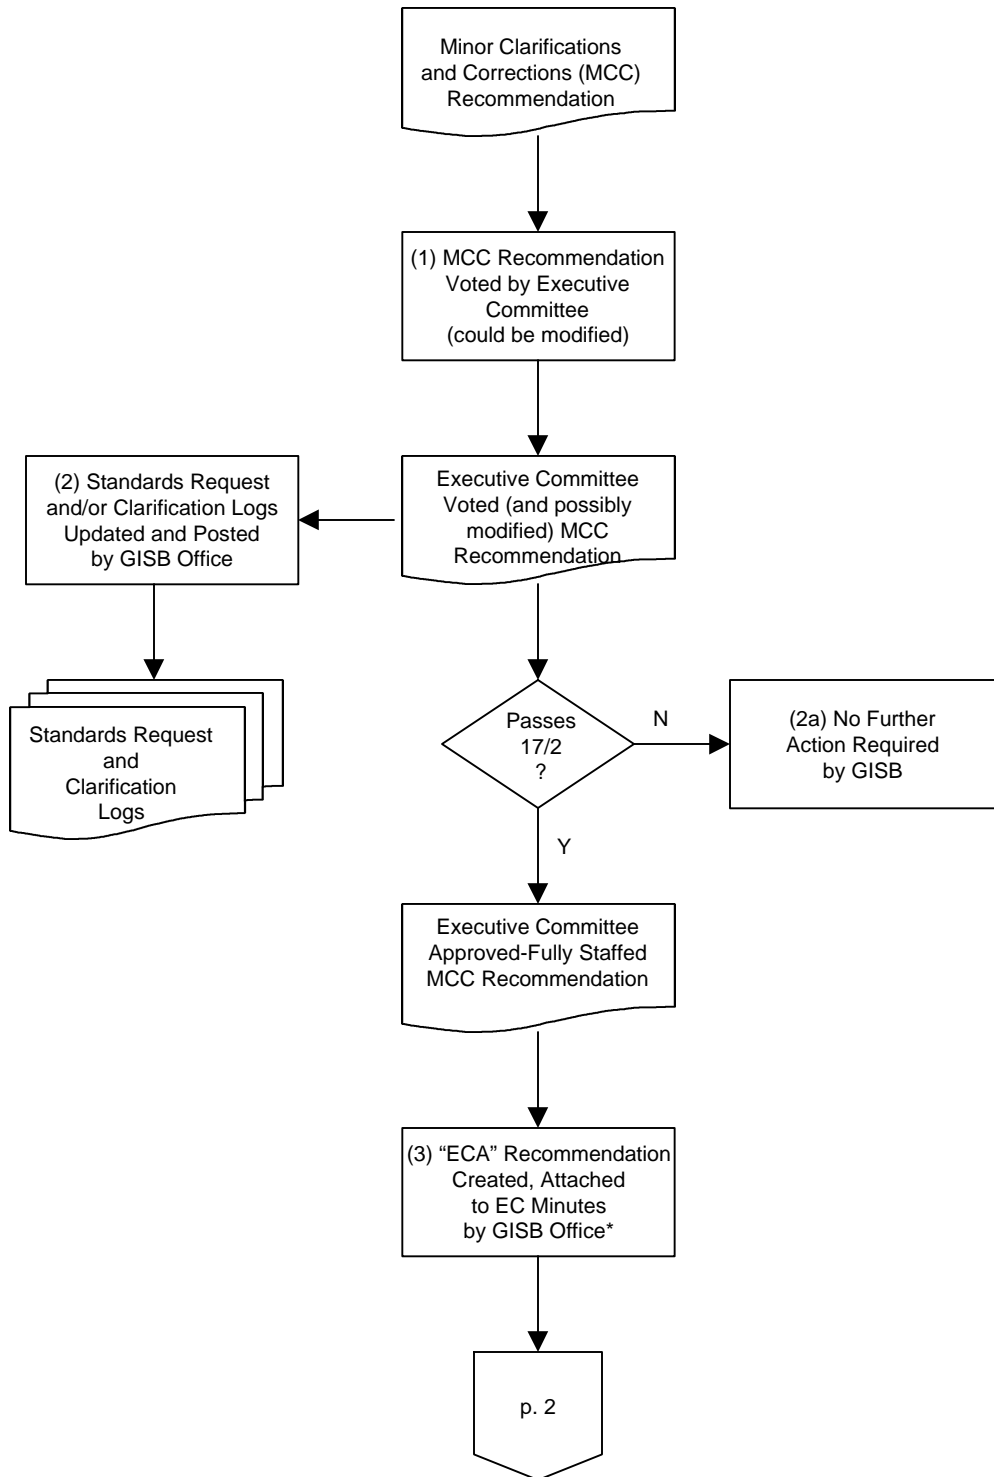 Minor Clarifications
and Corrections (MCC)
Recommendation
(1) MCC Recommendation
Voted by Executive
Committee
(could be modified)
Executive Committee
Voted (and possibly
modified) MCC
Recommendation
(2) Standards Request
and/or Clarification Logs
Updated and Posted
by GISB Office
Standards Request
and
Clarification
Logs
Passes
17/2
?
N
(2a) No Further
Action Required
by GISB
Y
Executive Committee
Approved-Fully Staffed
MCC Recommendation
(3) “ECA” Recommendation
Created, Attached
to EC Minutes
by GISB Office*
p. 2